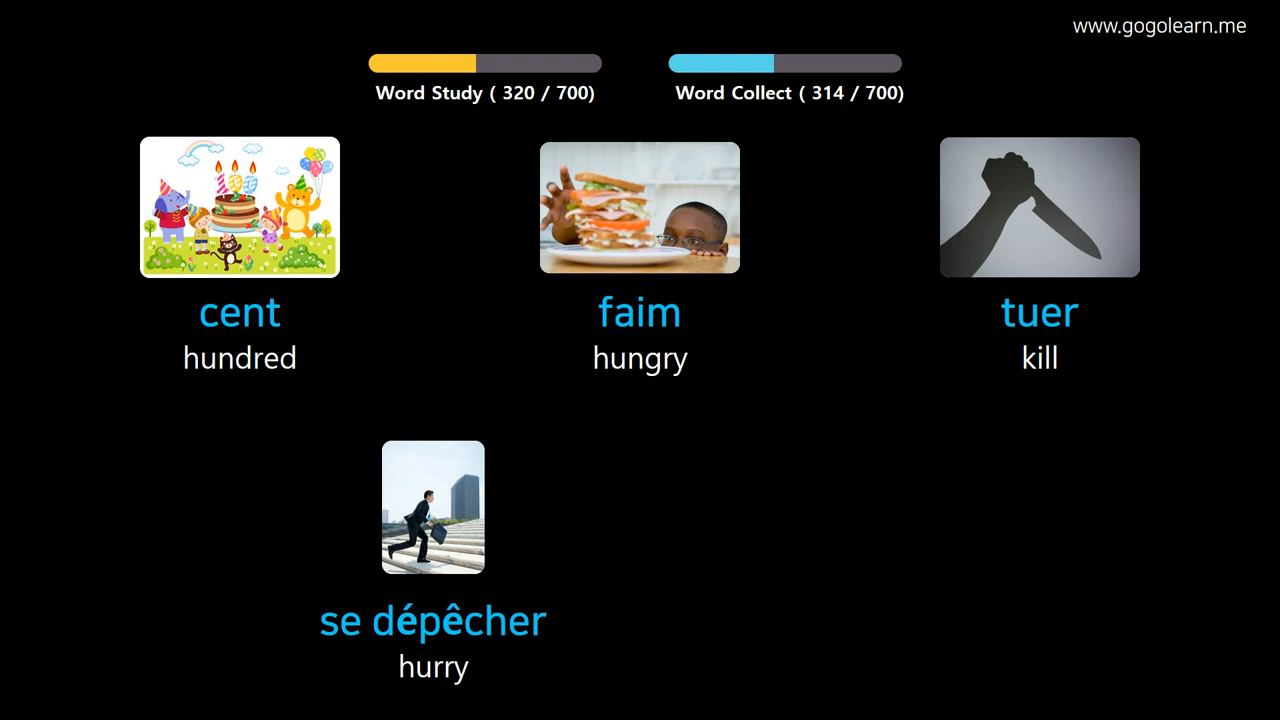 www.gogolearn.me
Word Study ( 320 / 700)
Word Collect ( 314 / 700)
100
cent
hundred
faim
hungry
tuer
kill
se dépêcher
hurry